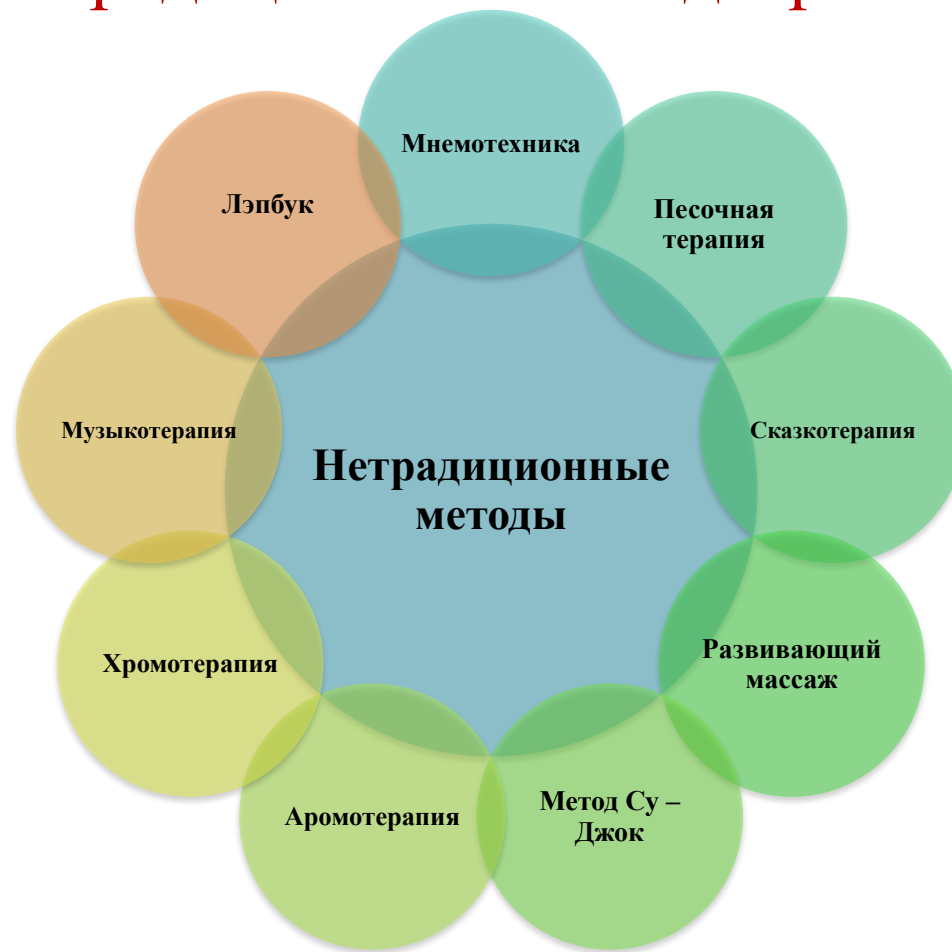 Мнемотехника
Песочная
терапия
Сказкотерапия
Развивающий
массаж
Метод Су –
Джок
Аромотерапия
Хромотерапия
Музыкотерапия
Лэпбук
Нетрадиционные
методы